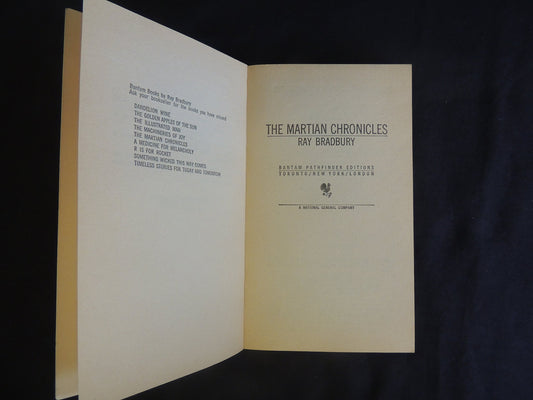 Bantam Books by Ray Bradbury
Ask your bookseller for the books you have missed
DANDELION WINE
THE GOLDEN APPLES OF THE SUN
THE ILLUSTRATED MAN
THE MACHINERIES OF JOY
THE MARTIAN CHRONICLES
A MEDICINE FOR MELANCHOLY
R IS FOR ROCKET
SOMETHING WICKED THIS WAY COMES
TIMELESS STORIES FOR TODAY AND TOMORROW
THE MARTIAN CHRONICLES
RAY BRADBURY
BANTAM PATHFINDER EDITIONS
TORONTO/NEW YORK/LONDON
A NATIONAL GENERAL COMPANY